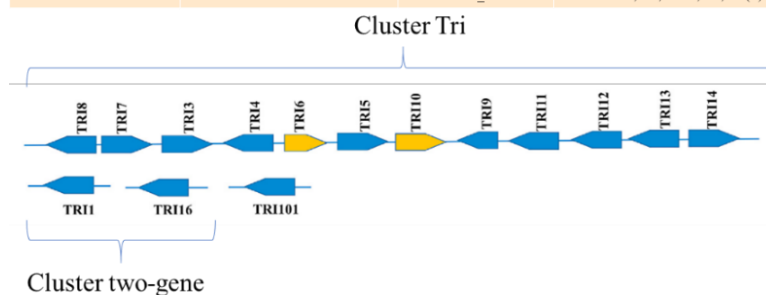 Cluster Tri
TRI8 TRI7 TRI3 TRI4 TRI6 TRI5 TRI10 TRI9 TRI11 TRI12 TRI13 TRI14
TRI1 TRI16 TRI101
Cluster two-gene